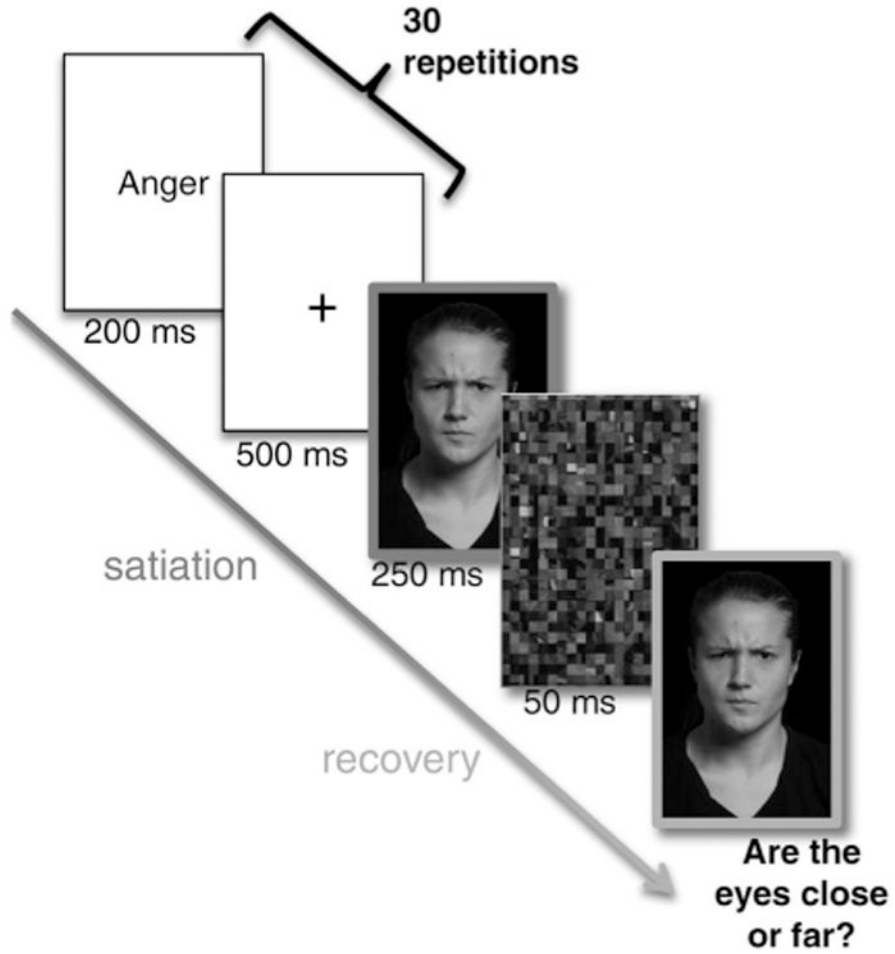 30
repetitions
Anger
200 ms
+
500 ms
satiation
250 ms
50 ms
recovery
Are the
eyes close
or far?